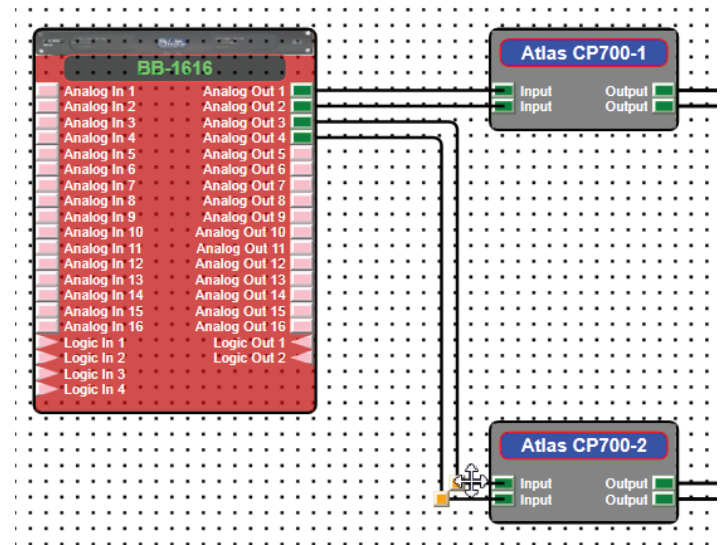 BB-1616
Analog In 1 Analog Out 1
Analog In 2 Analog Out 2
Analog In 3 Analog Out 3
Analog In 4 Analog Out 4
Analog In 5 Analog Out 5
Analog In 6 Analog Out 6
Analog In 7 Analog Out 7
Analog In 8 Analog Out 8
Analog In 9 Analog Out 9
Analog In 10 Analog Out 10
Analog In 11 Analog Out 11
Analog In 12 Analog Out 12
Analog In 13 Analog Out 13
Analog In 14 Analog Out 14
Analog In 15 Analog Out 15
Analog In 16 Analog Out 16
Logic In 1 Logic Out 1
Logic In 2 Logic Out 2
Logic In 3
Logic In 4
Atlas CP700-1
Input Output
Input Output
Atlas CP700-2
Input Output
Input Output